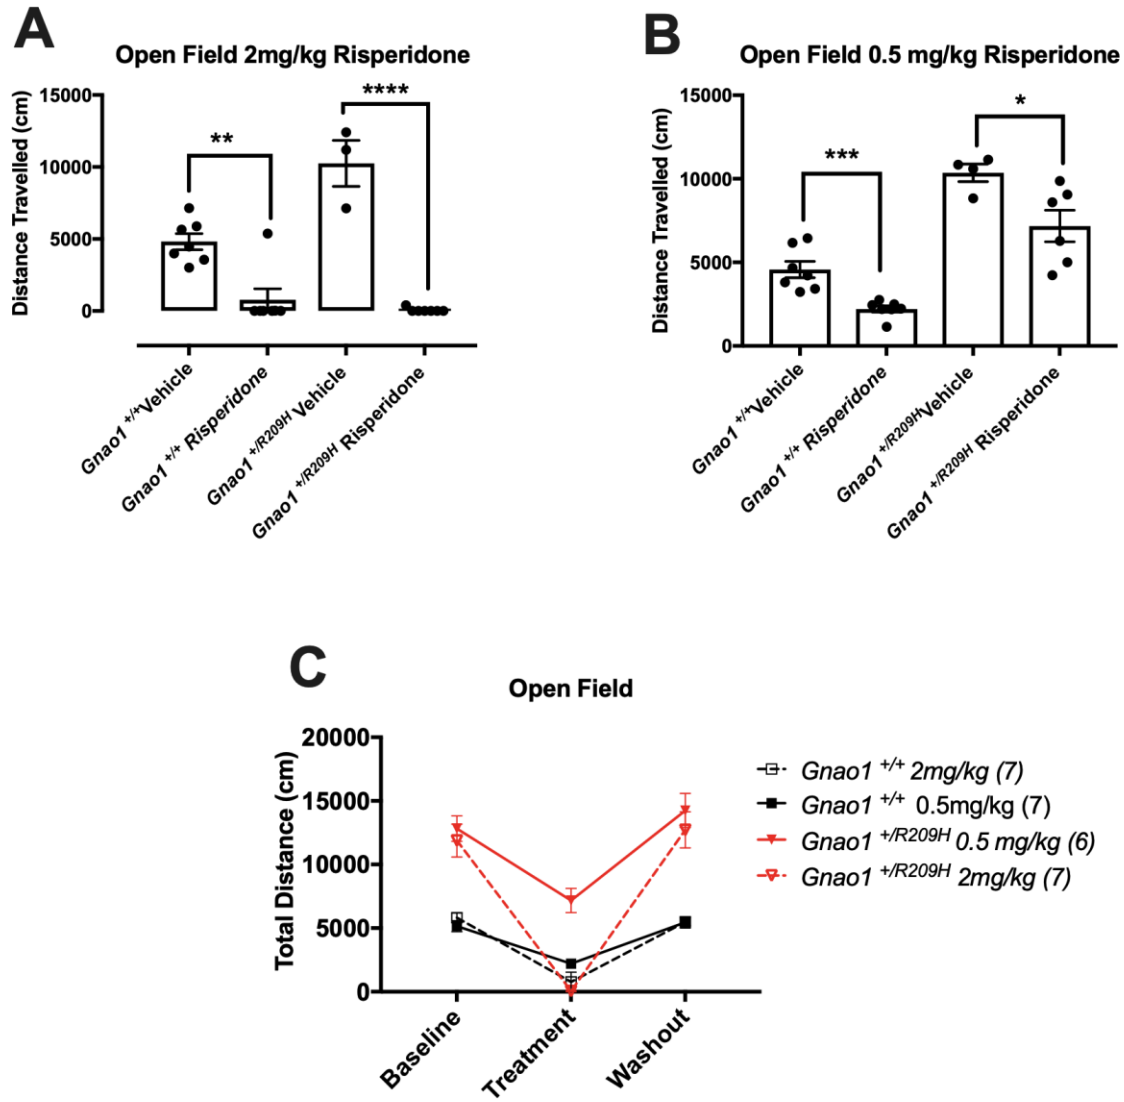 A
Open Field 2mg/kg Risperidone
Distance Travelled (cm)
15000
10000
5000
0
**
****
Gnao1 +/+Vehicle
Gnao1 +/+ Risperidone
Gnao1 +/R209H Vehicle
Gnao1 +/R209H Risperidone
B
Open Field 0.5 mg/kg Risperidone
Distance Travelled (cm)
15000
10000
5000
0
***
*
Gnao1 +/+Vehicle
Gnao1 +/+ Risperidone
Gnao1 +/R209HVehicle
Gnao1 +/R209H Risperidone
C
Open Field
Total Distance (cm)
20000
15000
10000
5000
0
Baseline
Treatment
Washout
Gnao1 +/+ 2mg/kg (7)
Gnao1 +/+ 0.5mg/kg (7)
Gnao1 +/R209H 0.5 mg/kg (6)
Gnao1 +/R209H 2mg/kg (7)